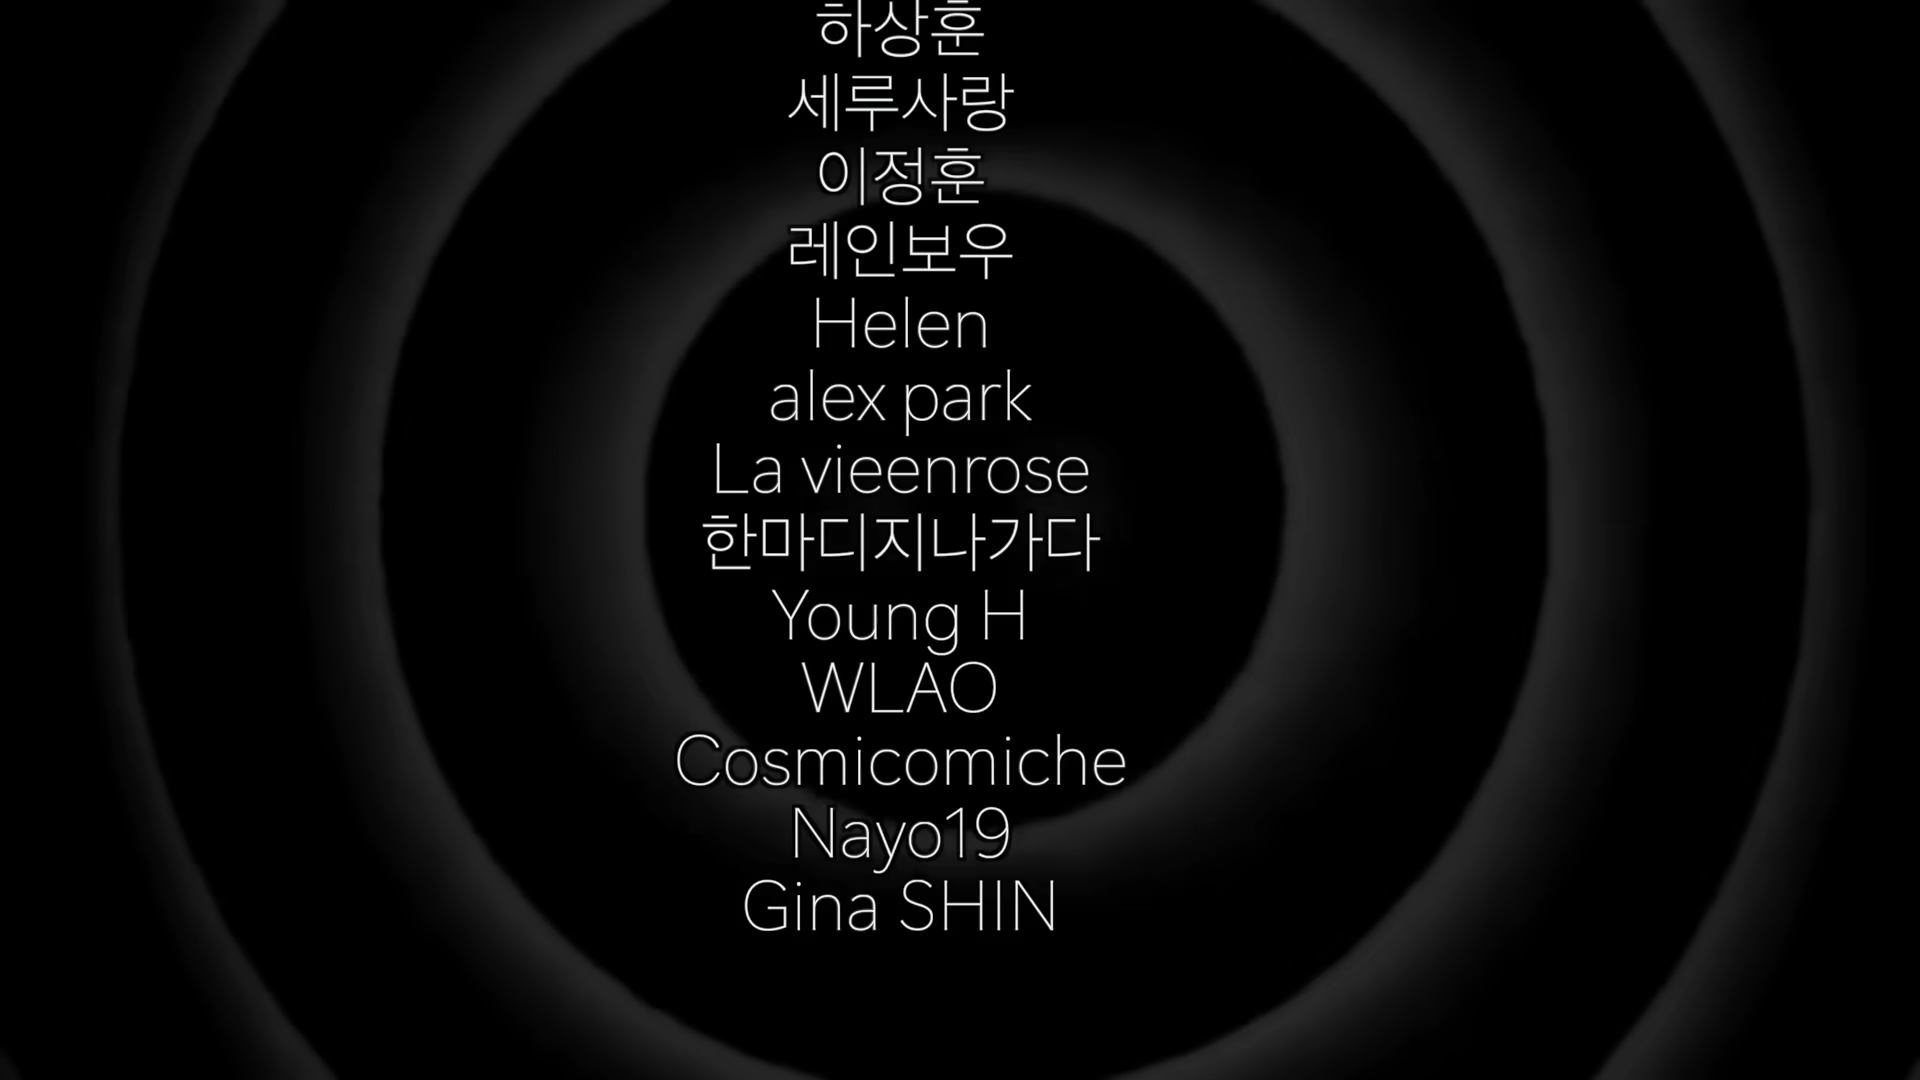 하상훈
세루사랑
이정훈
레인보우
Helen
alex park
La vieenrose
한마디지나가다
Young H
WLAO
Cosmicomiche
Nayo19
Gina SHIN